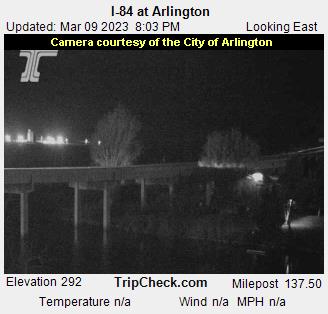 I-84 at Arlington
Updated: Mar 09 2023 8:03 PM Looking East
Camera courtesy of the City of Arlington
Elevation 292 TripCheck.com Milepost 137.50
Temperature n/a Wind n/a MPH n/a